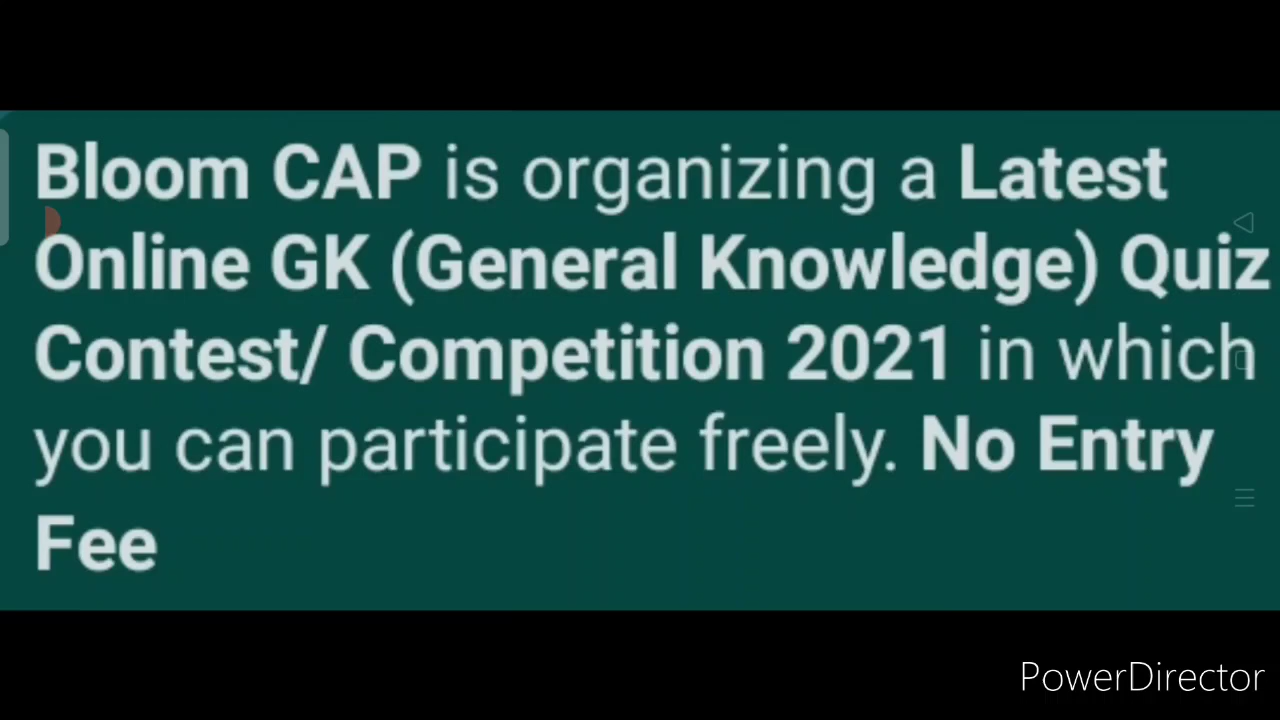 Bloom CAP is organizing a Latest
Online GK (General Knowledge) Quiz
Contest/ Competition 2021 in which
you can participate freely. No Entry
Fee
PowerDirector